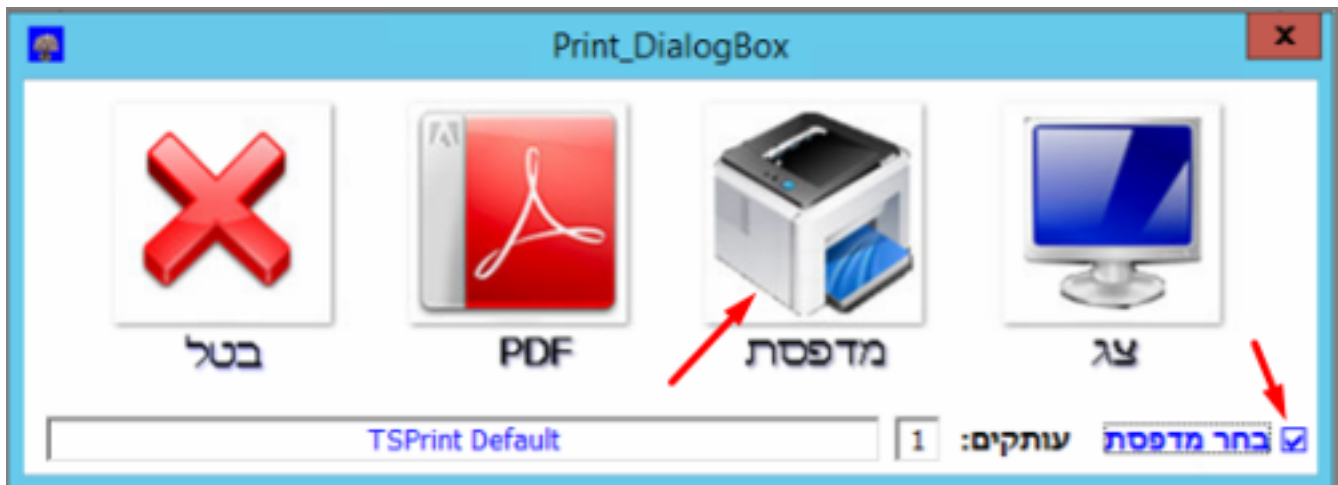 Print_DialogBox
x
צג
מדפסת
PDF
בטל
בחר מדפסת
עותקים: 1
TSPrint Default